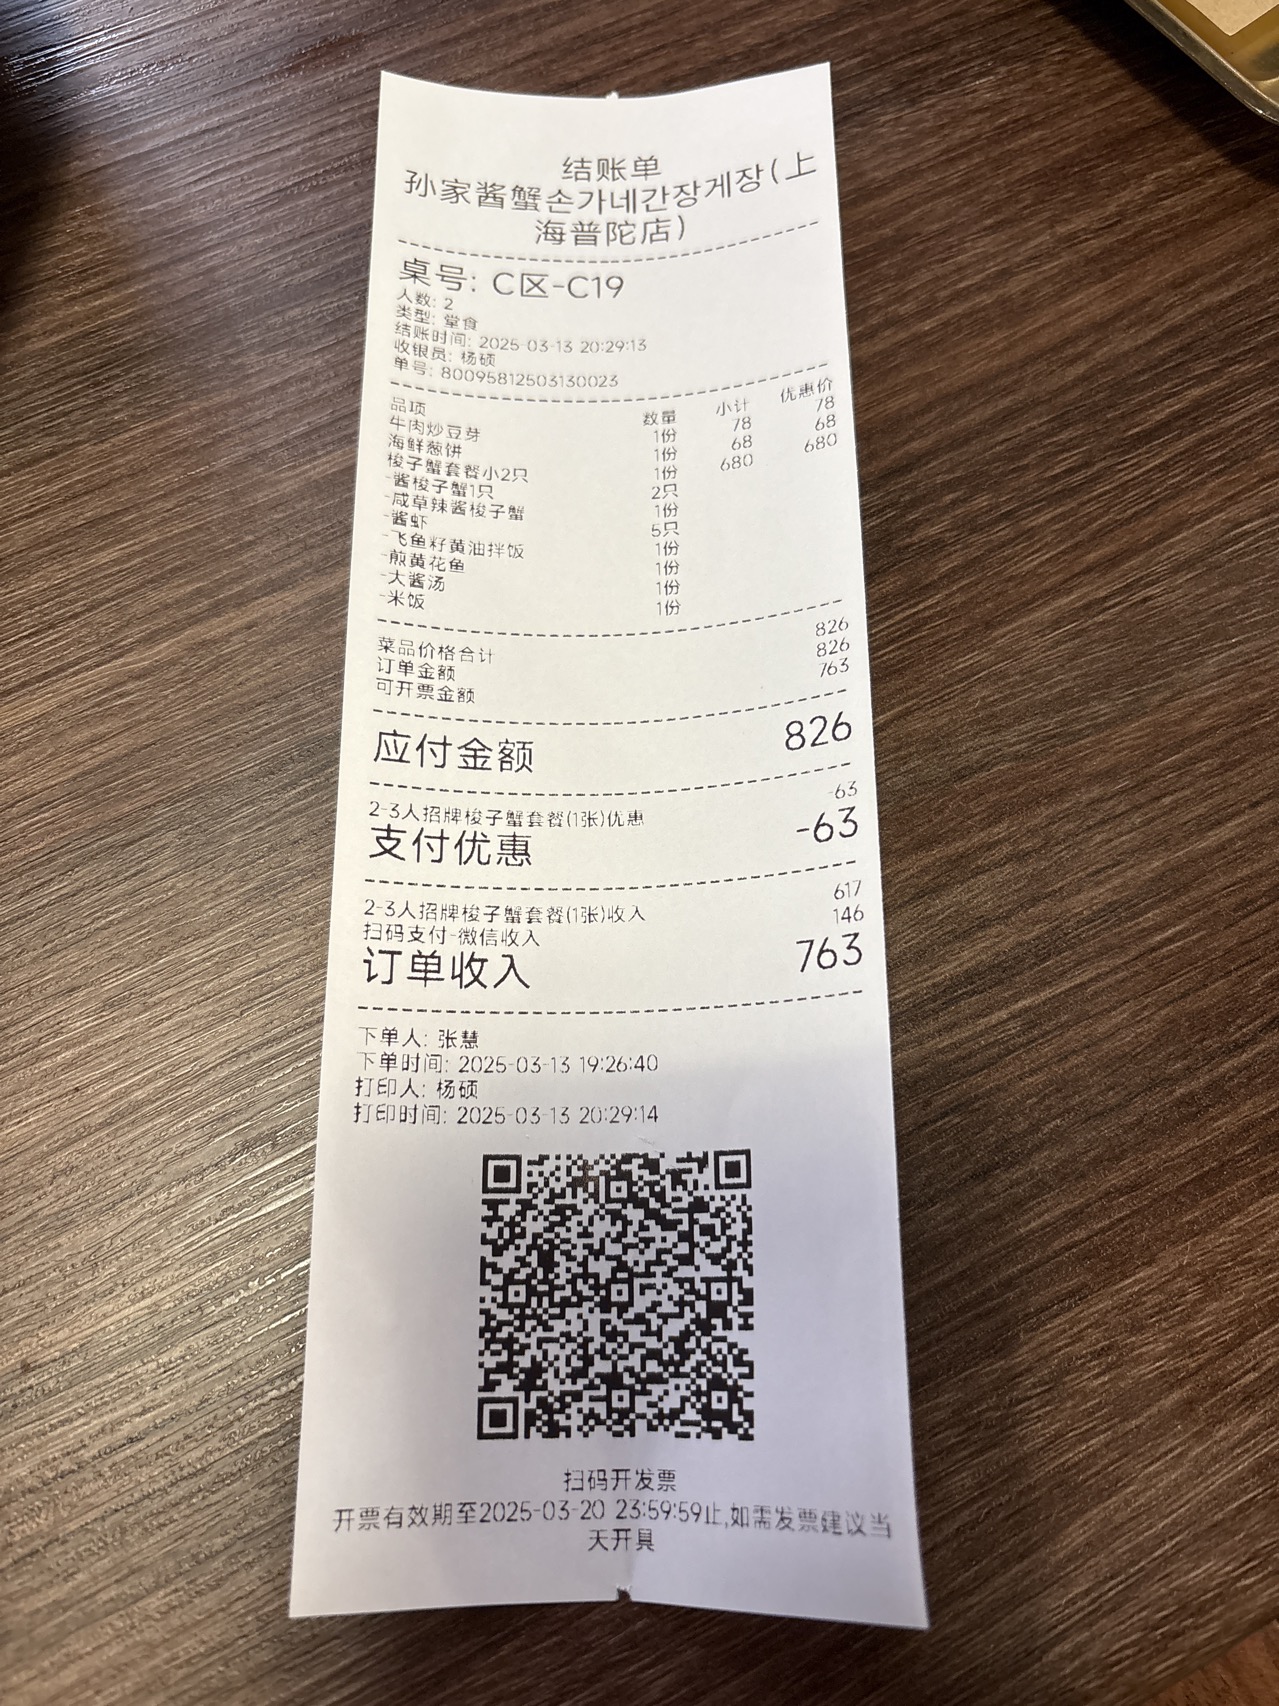 结账单
孙家酱蟹손가네간장게장(上
海普陀店)
桌号: C区-C19
人数: 2
类型: 堂食
结账时间: 2025-03-13 20:29:13
收银员: 杨硕
单号: 80095812503130023
品项 数量 小计 优惠价
牛肉炒豆芽 1份 78 78
海鲜葱饼 1份 68 68
梭子蟹套餐小2只 1份 680 680
-酱梭子蟹1只 2只
-咸草辣酱梭子蟹 1份
-酱虾 5只
-飞鱼籽黄油拌饭 1份
-煎黄花鱼 1份
-大酱汤 1份
-米饭 1份
菜品价格合计 826
订单金额 826
可开票金额 763
应付金额 826
2-3人招牌梭子蟹套餐(1张)优惠 -63
支付优惠 -63
2-3人招牌梭子蟹套餐(1张)收入 617
扫码支付-微信收入 146
订单收入 763
下单人: 张慧
下单时间: 2025-03-13 19:26:40
打印人: 杨硕
打印时间: 2025-03-13 20:29:14
扫码开发票
开票有效期至2025-03-20 23:59:59止,如需发票建议当
天开具